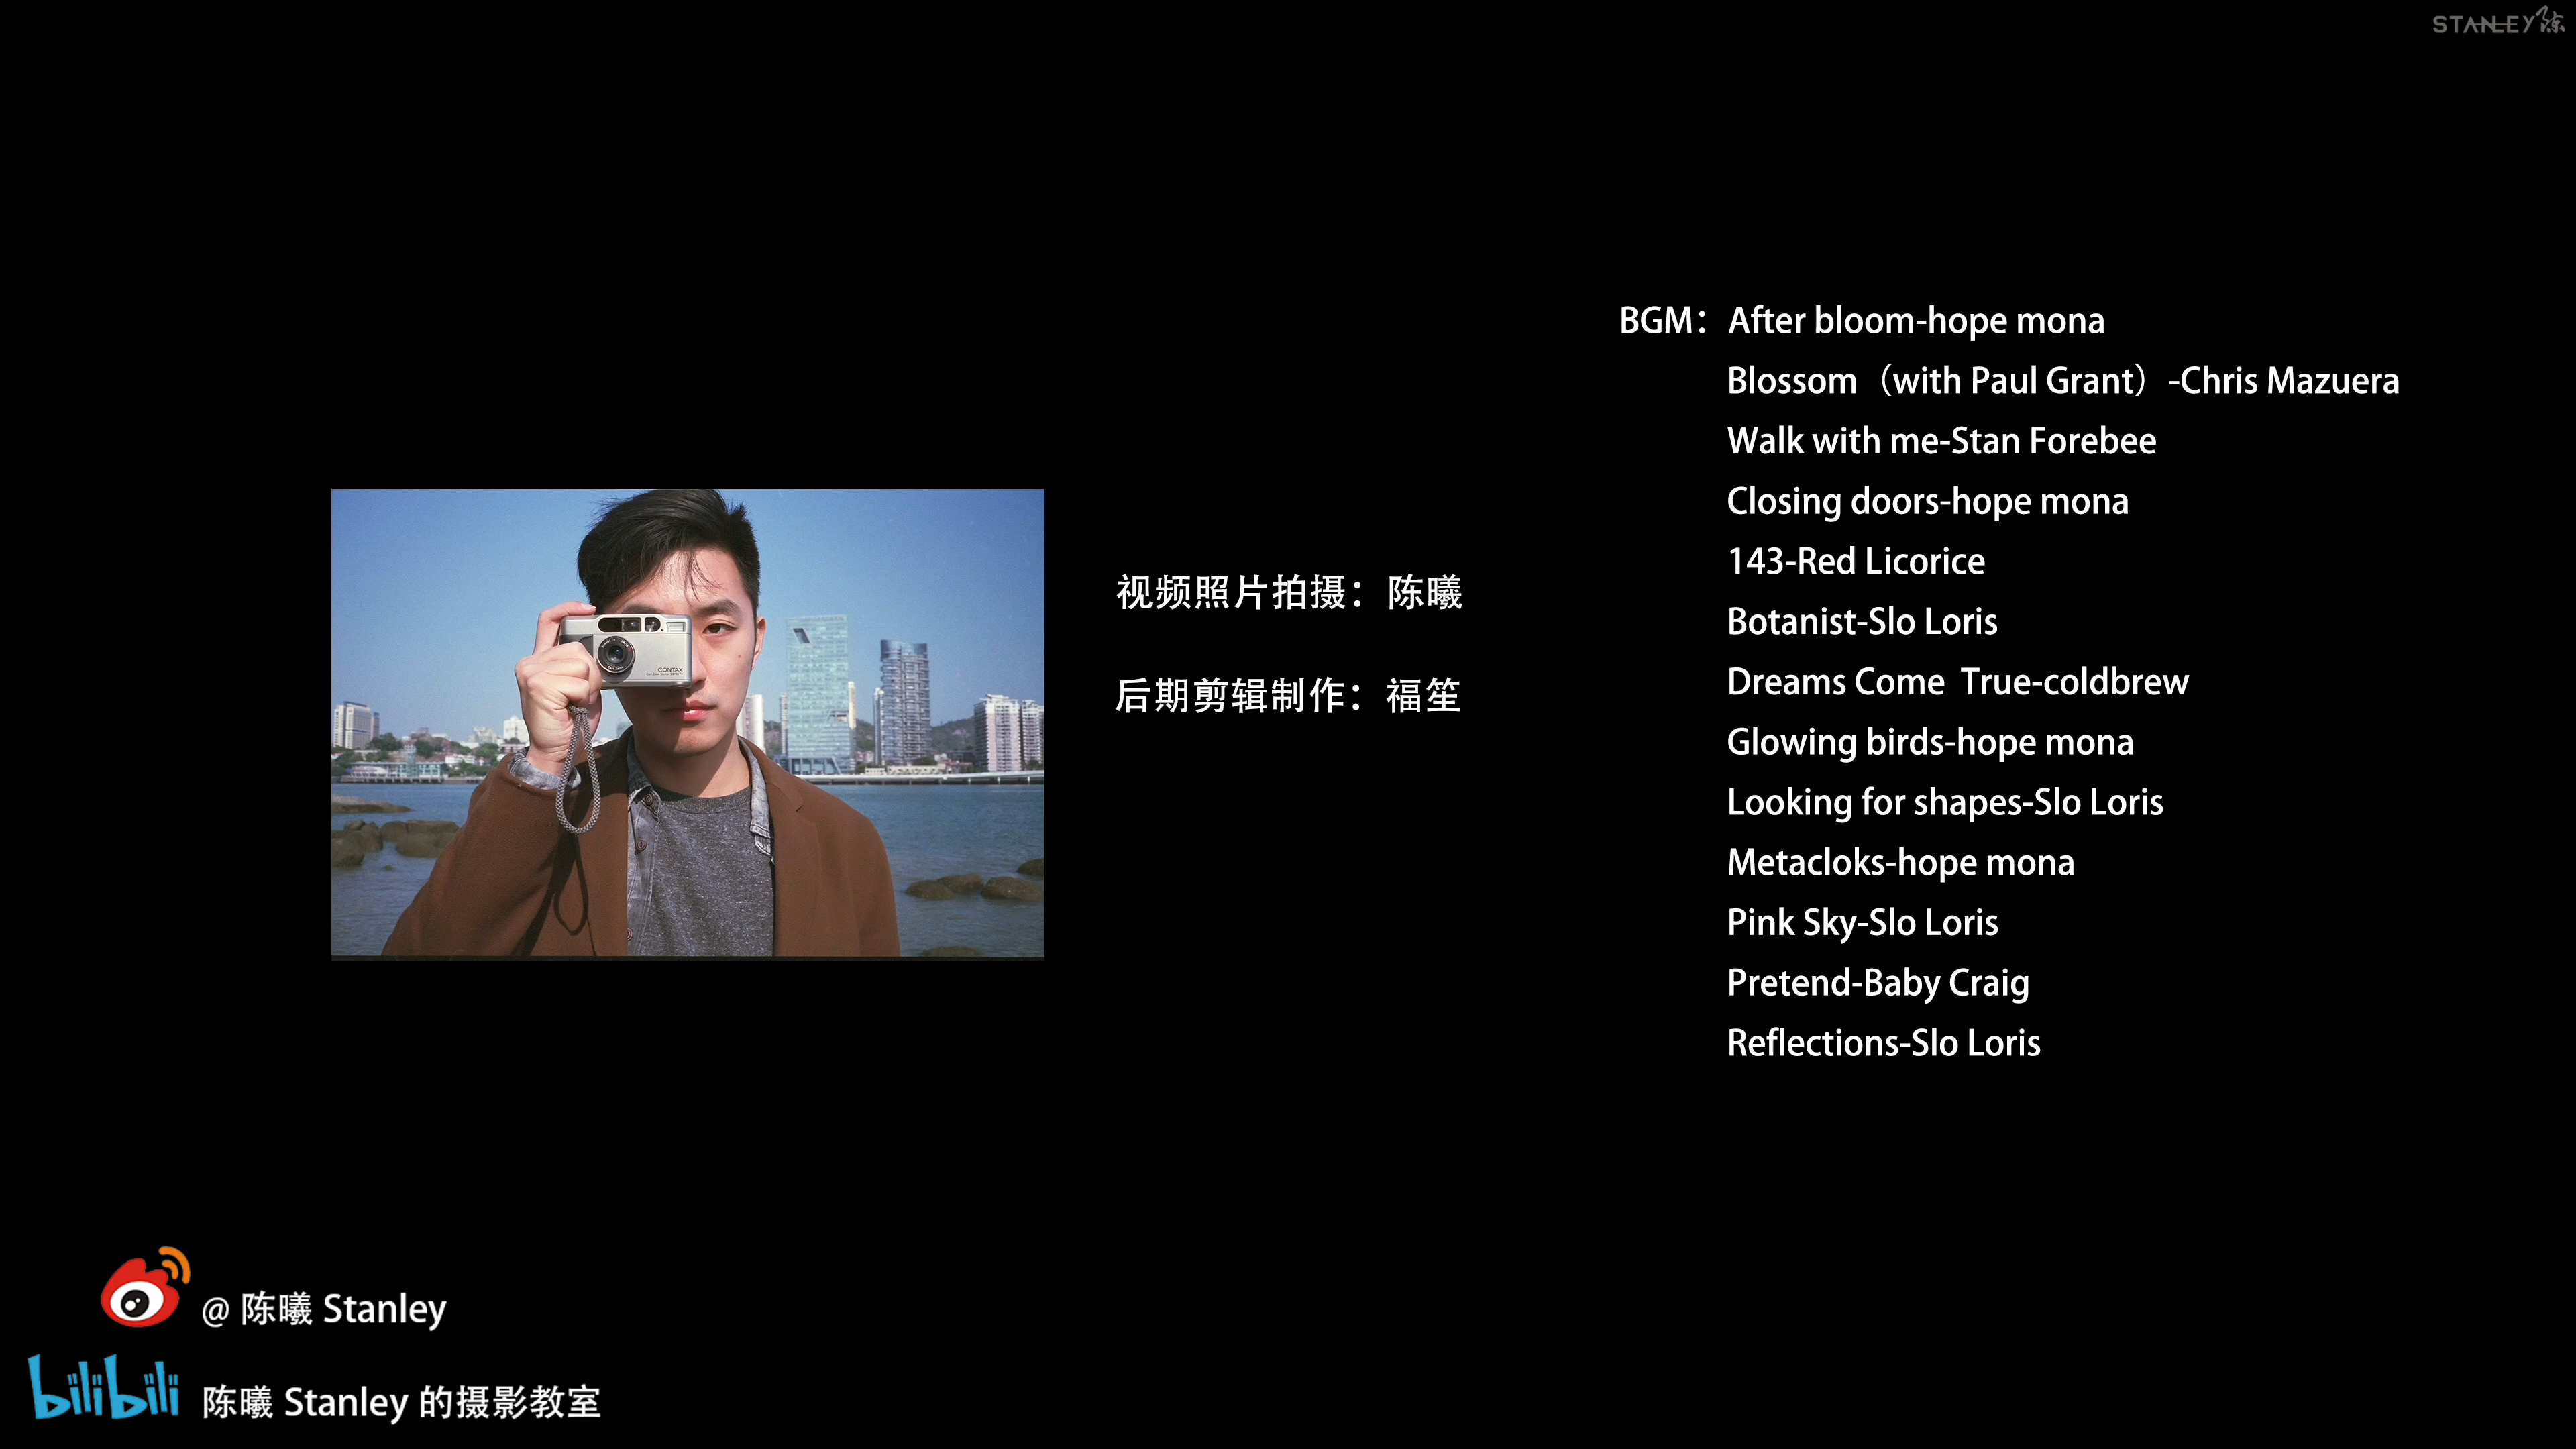 STANLEY陈
BGM：After bloom-hope mona
Blossom（with Paul Grant）-Chris Mazuera
Walk with me-Stan Forebee
Closing doors-hope mona
143-Red Licorice
Botanist-Slo Loris
Dreams Come  True-coldbrew
Glowing birds-hope mona
Looking for shapes-Slo Loris
Metacloks-hope mona
Pink Sky-Slo Loris
Pretend-Baby Craig
Reflections-Slo Loris
视频照片拍摄：陈曦
后期剪辑制作：福笙
CONTAX
@ 陈曦 Stanley
bilibili 陈曦 Stanley 的摄影教室